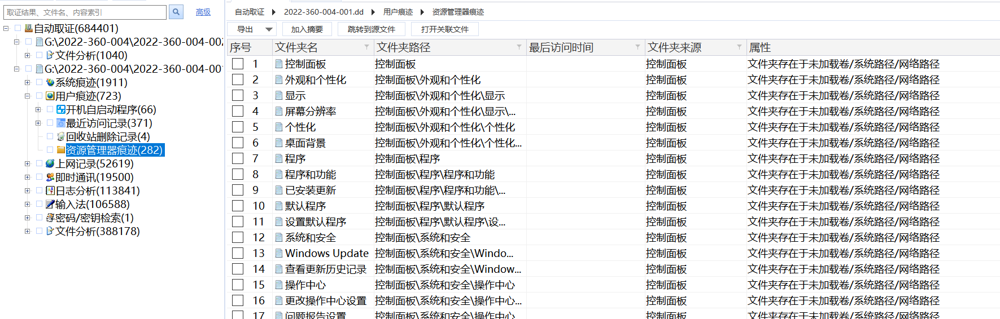 取证结果、文件名、内容索引
高级
自动取证(684401)
G:\2022-360-004\2022-360-004-002
文件分析(1040)
G:\2022-360-004\2022-360-004-001
系统痕迹(1911)
用户痕迹(723)
开机自启动程序(66)
最近访问记录(371)
回收站删除记录(4)
资源管理器痕迹(282)
上网记录(52619)
即时通讯(19500)
日志分析(113841)
输入法(106588)
密码/密钥检索(1)
文件分析(388178)
自动取证 2022-360-004-001.dd 用户痕迹 资源管理器痕迹
导出 加入摘要 跳转到源文件 打开关联文件
序号 文件夹名 文件夹路径 最后访问时间 文件夹来源 属性
1 控制面板 控制面板 控制面板 文件夹存在于未加载卷/系统路径/网络路径
2 外观和个性化 控制面板\外观和个性化 控制面板 文件夹存在于未加载卷/系统路径/网络路径
3 显示 控制面板\外观和个性化\显示 控制面板 文件夹存在于未加载卷/系统路径/网络路径
4 屏幕分辨率 控制面板\外观和个性化\显示\... 控制面板 文件夹存在于未加载卷/系统路径/网络路径
5 个性化 控制面板\外观和个性化\个性化 控制面板 文件夹存在于未加载卷/系统路径/网络路径
6 桌面背景 控制面板\外观和个性化\个性化... 控制面板 文件夹存在于未加载卷/系统路径/网络路径
7 程序 控制面板\程序 控制面板 文件夹存在于未加载卷/系统路径/网络路径
8 程序和功能 控制面板\程序\程序和功能 控制面板 文件夹存在于未加载卷/系统路径/网络路径
9 已安装更新 控制面板\程序\程序和功能\... 控制面板 文件夹存在于未加载卷/系统路径/网络路径
10 默认程序 控制面板\程序\默认程序 控制面板 文件夹存在于未加载卷/系统路径/网络路径
11 设置默认程序 控制面板\程序\默认程序\设... 控制面板 文件夹存在于未加载卷/系统路径/网络路径
12 系统和安全 控制面板\系统和安全 控制面板 文件夹存在于未加载卷/系统路径/网络路径
13 Windows Update 控制面板\系统和安全\Windo... 控制面板 文件夹存在于未加载卷/系统路径/网络路径
14 查看更新历史记录 控制面板\系统和安全\Window... 控制面板 文件夹存在于未加载卷/系统路径/网络路径
15 操作中心 控制面板\系统和安全\操作中心 控制面板 文件夹存在于未加载卷/系统路径/网络路径
16 更改操作中心设置 控制面板\系统和安全\操作中心... 控制面板 文件夹存在于未加载卷/系统路径/网络路径
17 问题报告设置 控制面板\系统和安全\操作中心... 控制面板 文件夹存在于未加载卷/系统路径/网络路径